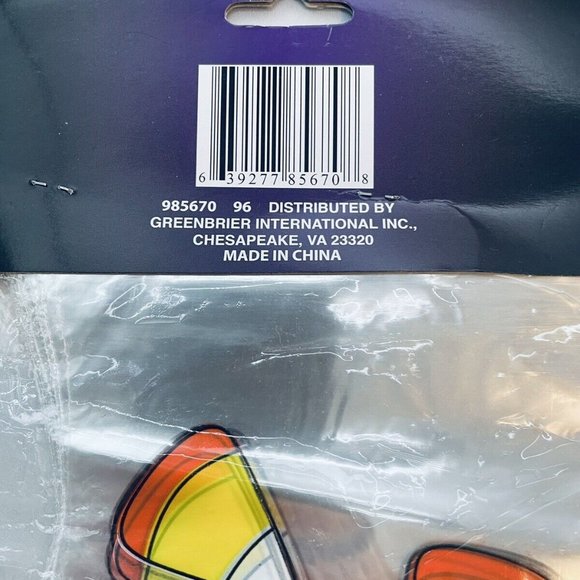 6 39277 85670 8
985670 96 DISTRIBUTED BY
GREENBRIER INTERNATIONAL INC.,
CHESAPEAKE, VA 23320
MADE IN CHINA